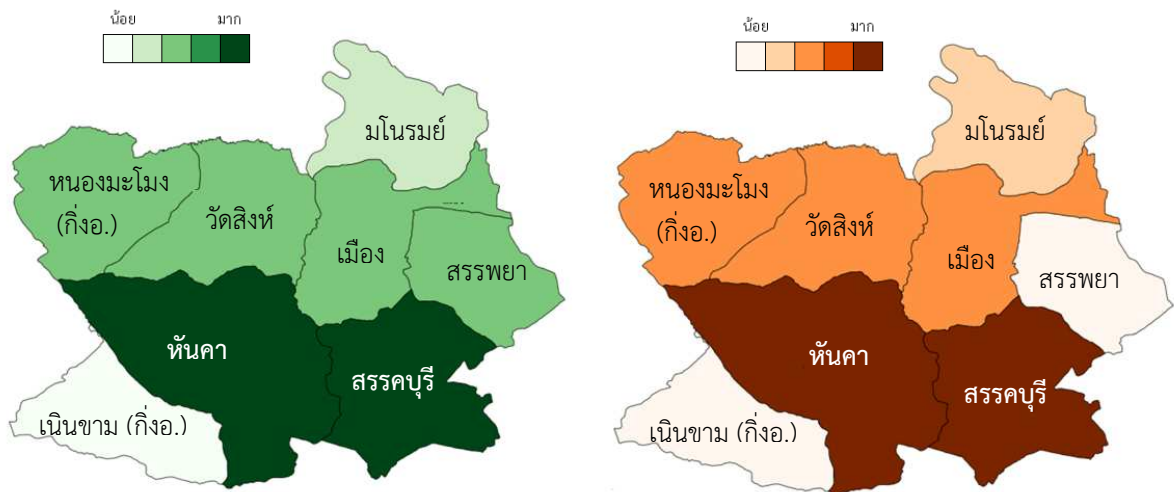 น้อย มาก
มโนรมย์
หนองมะโมง
(กิ่งอ.)
วัดสิงห์
เมือง
สรรพยา
หันคา
สรรคบุรี
เนินขาม (กิ่งอ.)
น้อย มาก
มโนรมย์
หนองมะโมง
(กิ่งอ.)
วัดสิงห์
เมือง
สรรพยา
หันคา
สรรคบุรี
เนินขาม (กิ่งอ.)